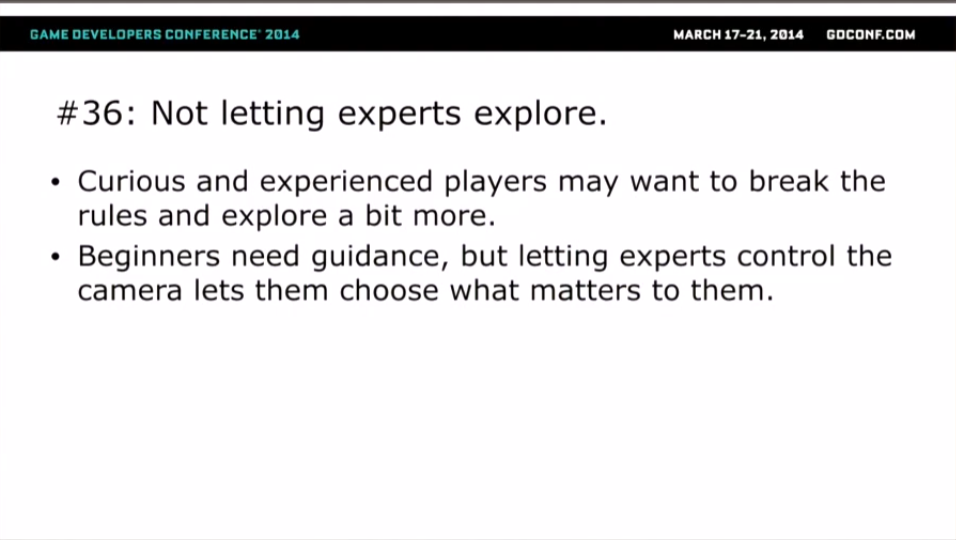 GAME DEVELOPERS CONFERENCE® 2014
MARCH 17–21, 2014 GDCONF.COM
#36: Not letting experts explore.
• Curious and experienced players may want to break the
rules and explore a bit more.
• Beginners need guidance, but letting experts control the
camera lets them choose what matters to them.